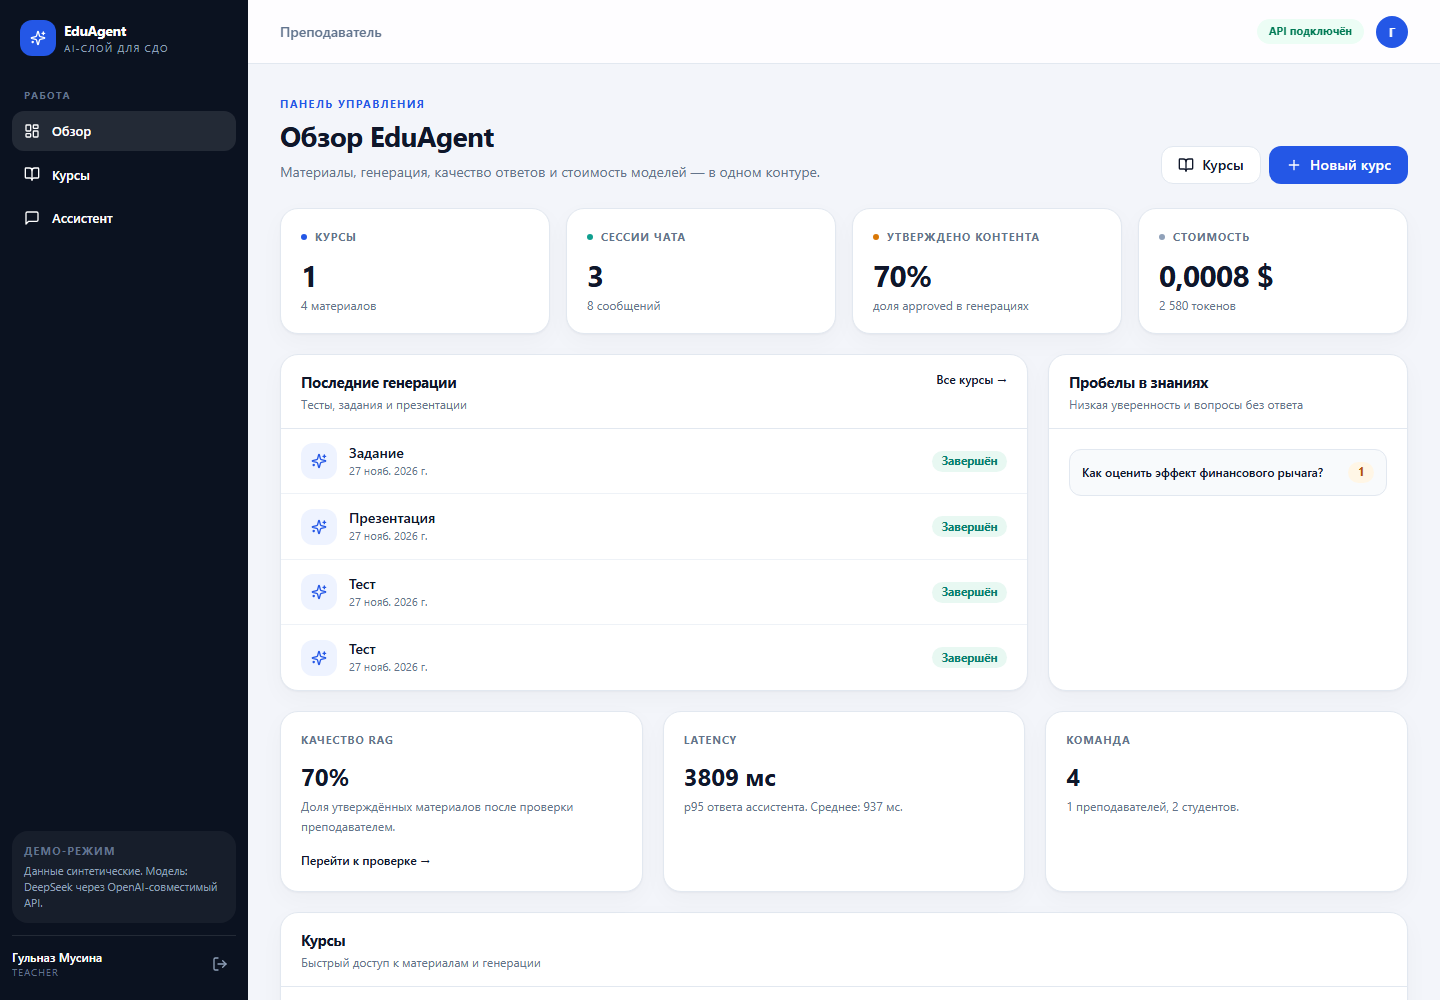 EduAgent
AI-СЛОЙ ДЛЯ СДО
РАБОТА
Обзор
Курсы
Ассистент
ДЕМО-РЕЖИМ
Данные синтетические. Модель:
DeepSeek через OpenAI-совместимый
API.
Гульназ Мусина
TEACHER
Преподаватель
API подключён
Г
ПАНЕЛЬ УПРАВЛЕНИЯ
Обзор EduAgent
Материалы, генерация, качество ответов и стоимость моделей — в одном контуре.
Курсы
Новый курс
КУРСЫ
1
4 материалов
СЕССИИ ЧАТА
3
8 сообщений
УТВЕРЖДЕНО КОНТЕНТА
70%
доля approved в генерациях
СТОИМОСТЬ
0,0008 $
2 580 токенов
Последние генерации
Все курсы →
Тесты, задания и презентации
Задание
27 нояб. 2026 г.
Завершён
Презентация
27 нояб. 2026 г.
Завершён
Тест
27 нояб. 2026 г.
Завершён
Тест
27 нояб. 2026 г.
Завершён
Пробелы в знаниях
Низкая уверенность и вопросы без ответа
Как оценить эффект финансового рычага? 1
КАЧЕСТВО RAG
70%
Доля утверждённых материалов после проверки
преподавателем.
Перейти к проверке →
LATENCY
3809 мс
p95 ответа ассистента. Среднее: 937 мс.
КОМАНДА
4
1 преподавателей, 2 студентов.
Курсы
Быстрый доступ к материалам и генерации